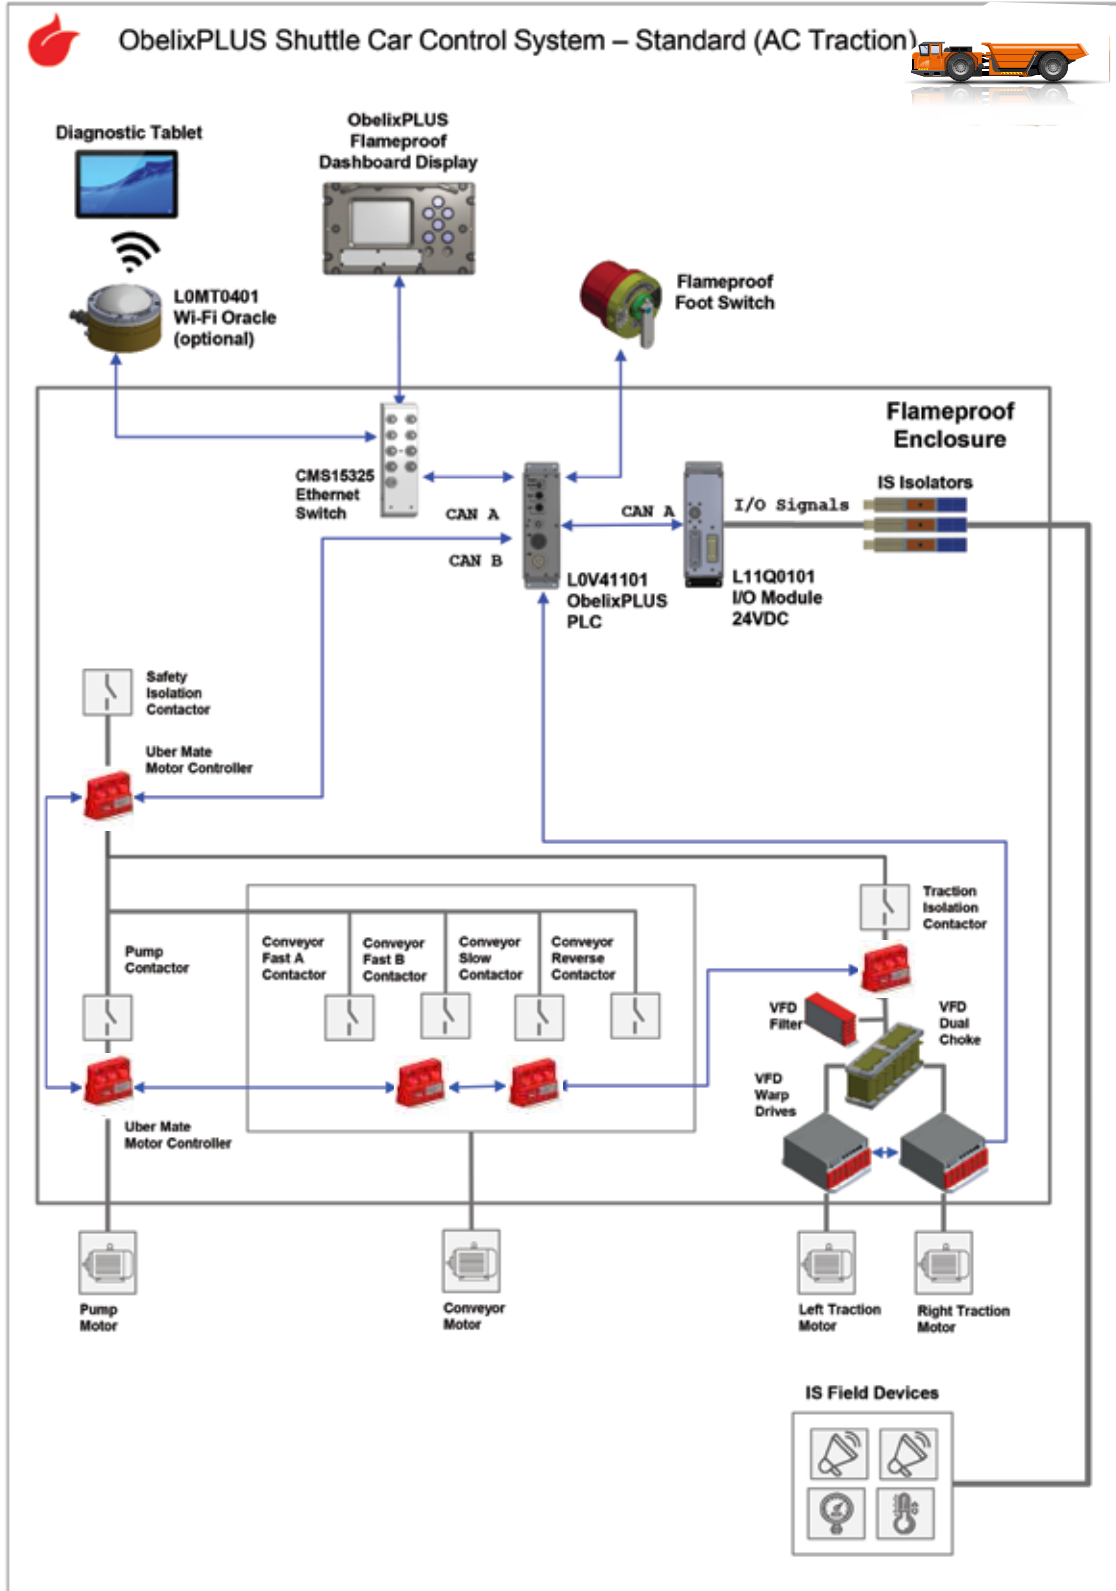 ObelixPLUS Shuttle Car Control System – Standard (AC Traction)
Diagnostic Tablet
ObelixPLUS
Flameproof
Dashboard Display
L0MT0401
Wi-Fi Oracle
(optional)
Flameproof
Foot Switch
Flameproof
Enclosure
CMS15325
Ethernet
Switch
CAN A
CAN B
CAN A
I/O Signals
IS Isolators
L0V41101
ObelixPLUS
PLC
L11Q0101
I/O Module
24VDC
Safety
Isolation
Contactor
Uber Mate
Motor Controller
Pump
Contactor
Conveyor
Fast A
Contactor
Conveyor
Fast B
Contactor
Conveyor
Slow
Contactor
Conveyor
Reverse
Contactor
Traction
Isolation
Contactor
VFD
Filter
VFD
Dual
Choke
VFD
Warp
Drives
Uber Mate
Motor Controller
Pump
Motor
Conveyor
Motor
Left Traction
Motor
Right Traction
Motor
IS Field Devices